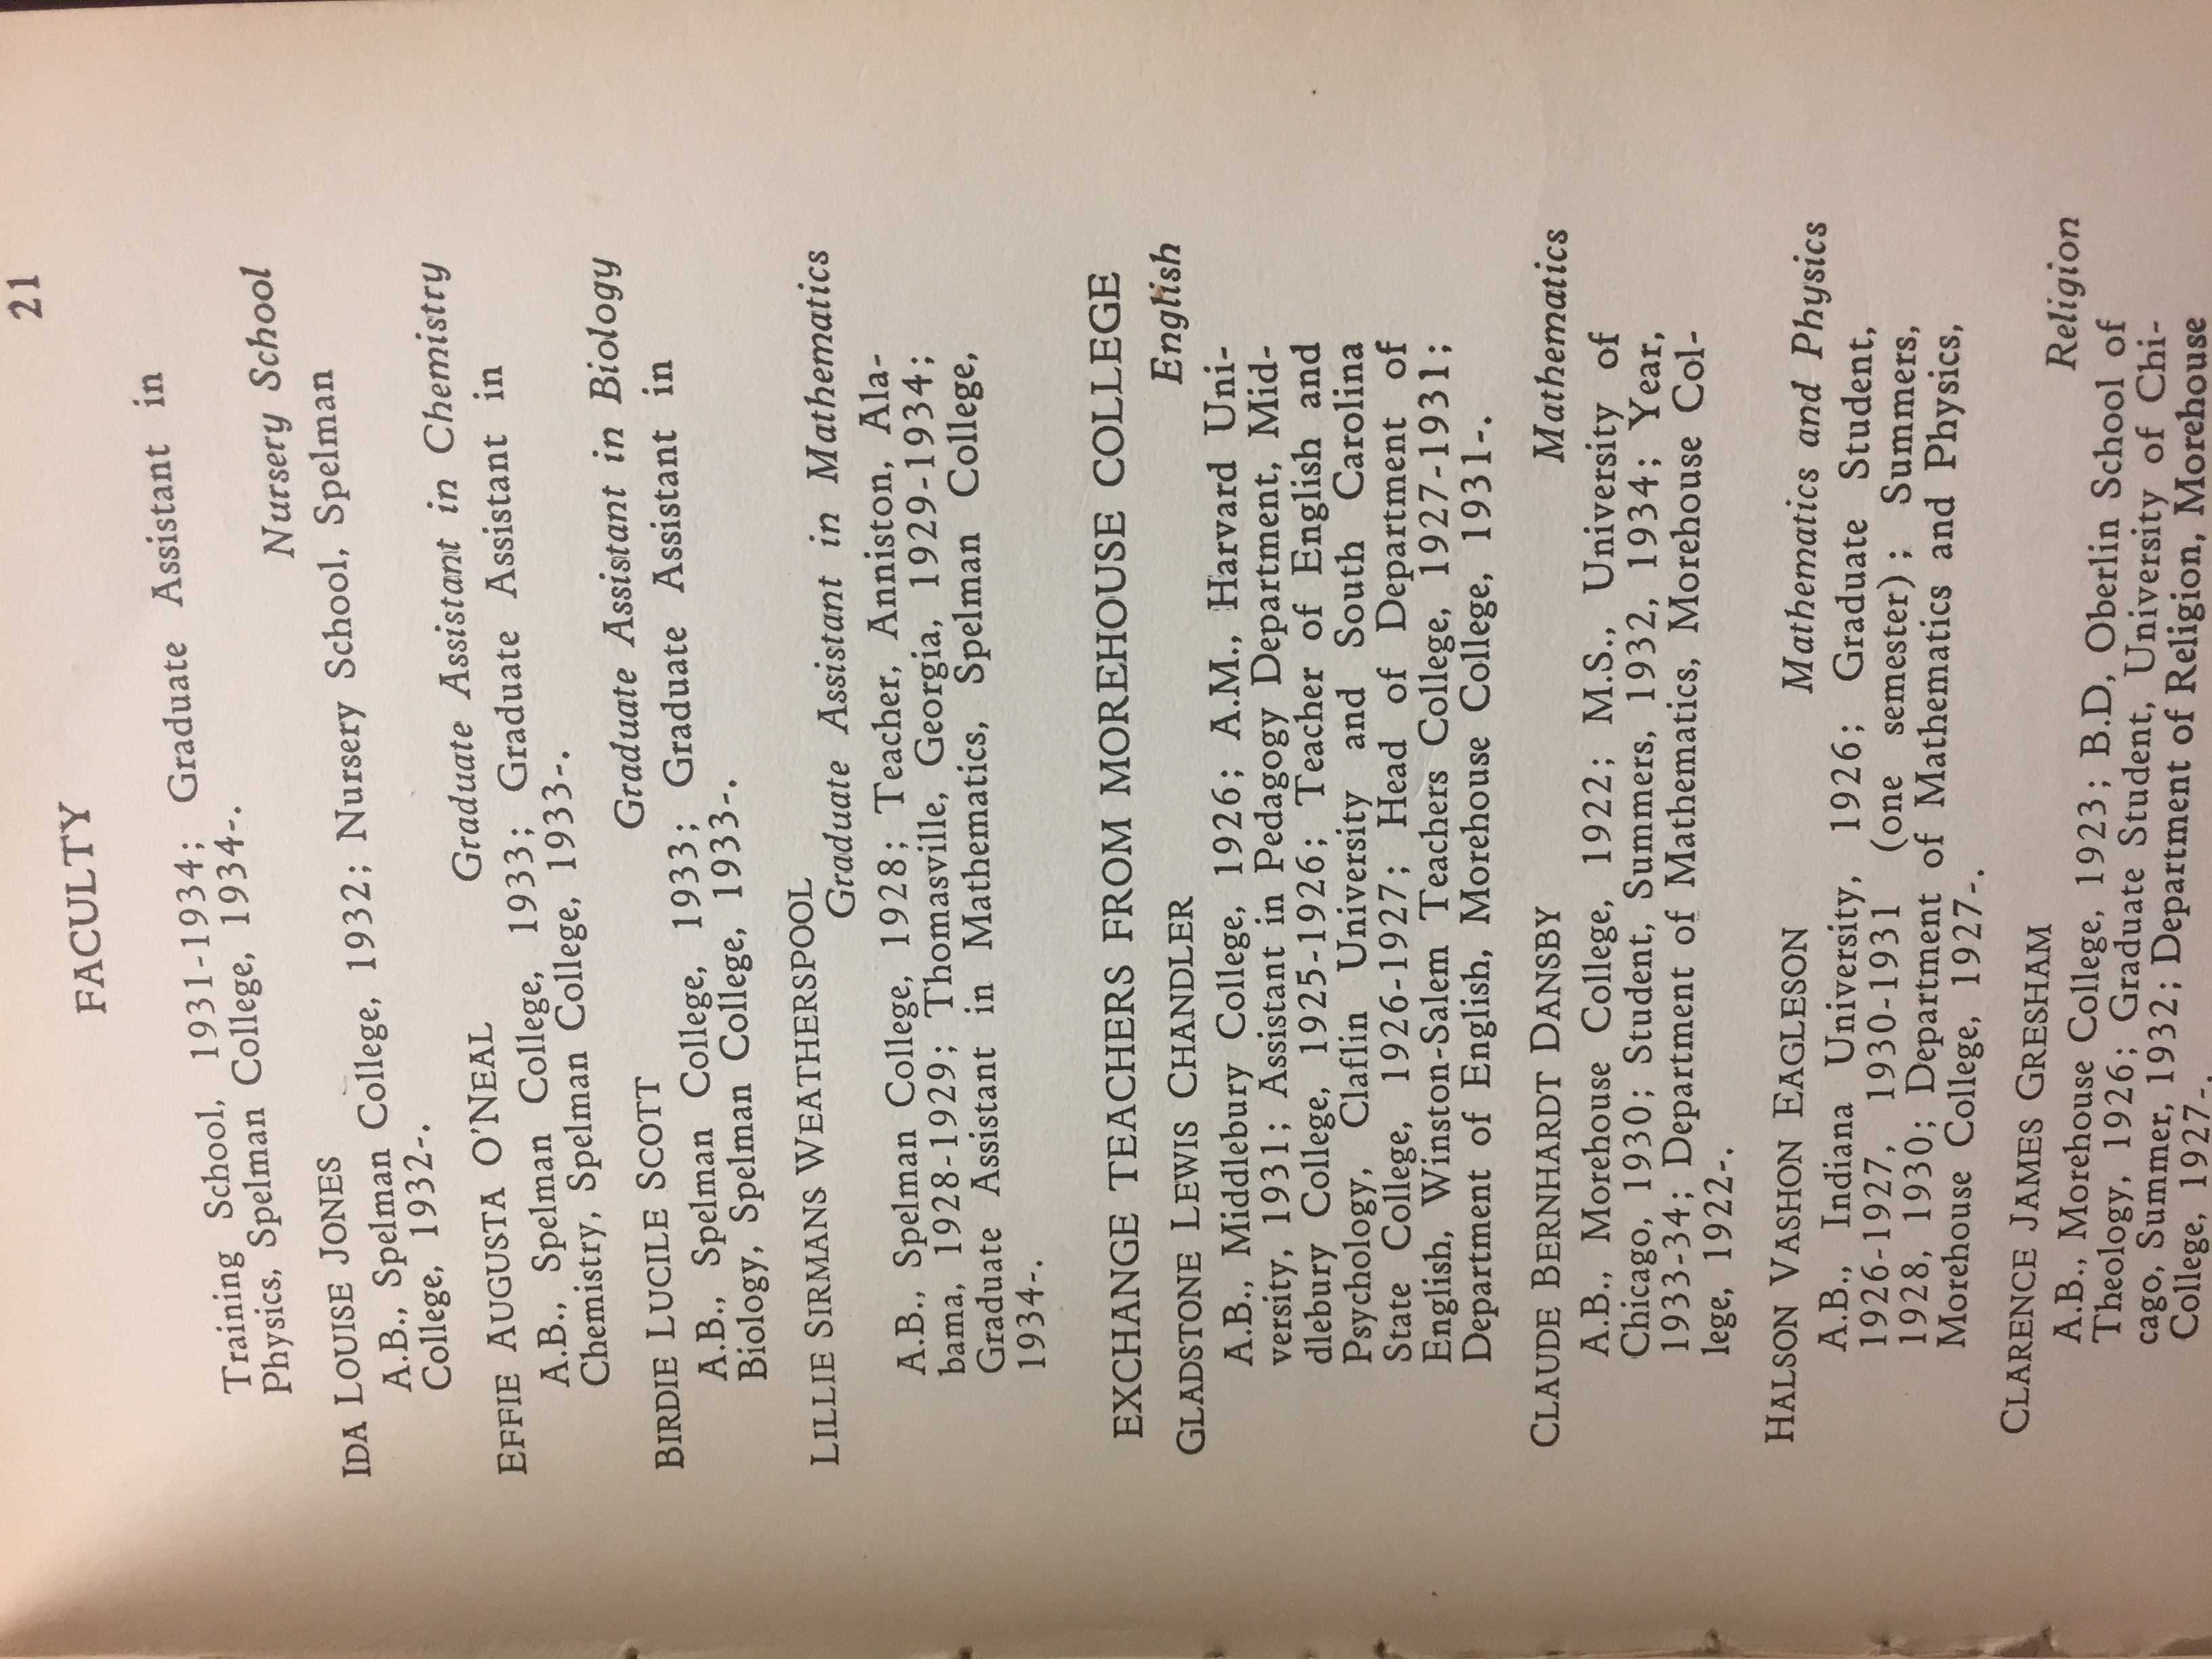 FACULTY 21
Training School, 1931-1934; Graduate Assistant in
Physics, Spelman College, 1934-.
IDA LOUISE JONES Nursery School
A.B., Spelman College, 1932; Nursery School, Spelman
College, 1932-.
EFFIE AUGUSTA O'NEAL Graduate Assistant in Chemistry
A.B., Spelman College, 1933; Graduate Assistant in
Chemistry, Spelman College, 1933-.
BIRDIE LUCILE SCOTT Graduate Assistant in Biology
A.B., Spelman College, 1933; Graduate Assistant in
Biology, Spelman College, 1933-.
LILLIE SIRMANS WEATHERSPOOL
Graduate Assistant in Mathematics
A.B., Spelman College, 1928; Teacher, Anniston, Ala-
bama, 1928-1929; Thomasville, Georgia, 1929-1934;
Graduate Assistant in Mathematics, Spelman College,
1934-.
EXCHANGE TEACHERS FROM MOREHOUSE COLLEGE
GLADSTONE LEWIS CHANDLER English
A.B., Middlebury College, 1926; A.M., Harvard Uni-
versity, 1931; Assistant in Pedagogy Department, Mid-
dlebury College, 1925-1926; Teacher of English and
Psychology, Claflin University and South Carolina
State College, 1926-1927; Head of Department of
English, Winston-Salem Teachers College, 1927-1931;
Department of English, Morehouse College, 1931-.
CLAUDE BERNHARDT DANSBY Mathematics
A.B., Morehouse College, 1922; M.S., University of
Chicago, 1930; Student, Summers, 1932, 1934; Year,
1933-34; Department of Mathematics, Morehouse Col-
lege, 1922-.
HALSON VASHON EAGLESON Mathematics and Physics
A.B., Indiana University, 1926; Graduate Student,
1926-1927, 1930-1931 (one semester); Summers,
1928, 1930; Department of Mathematics and Physics,
Morehouse College, 1927-.
CLARENCE JAMES GRESHAM Religion
A.B., Morehouse College, 1923; B.D, Oberlin School of
Theology, 1926; Graduate Student, University of Chi-
cago, Summer, 1932; Department of Religion, Morehouse
College, 1927-.